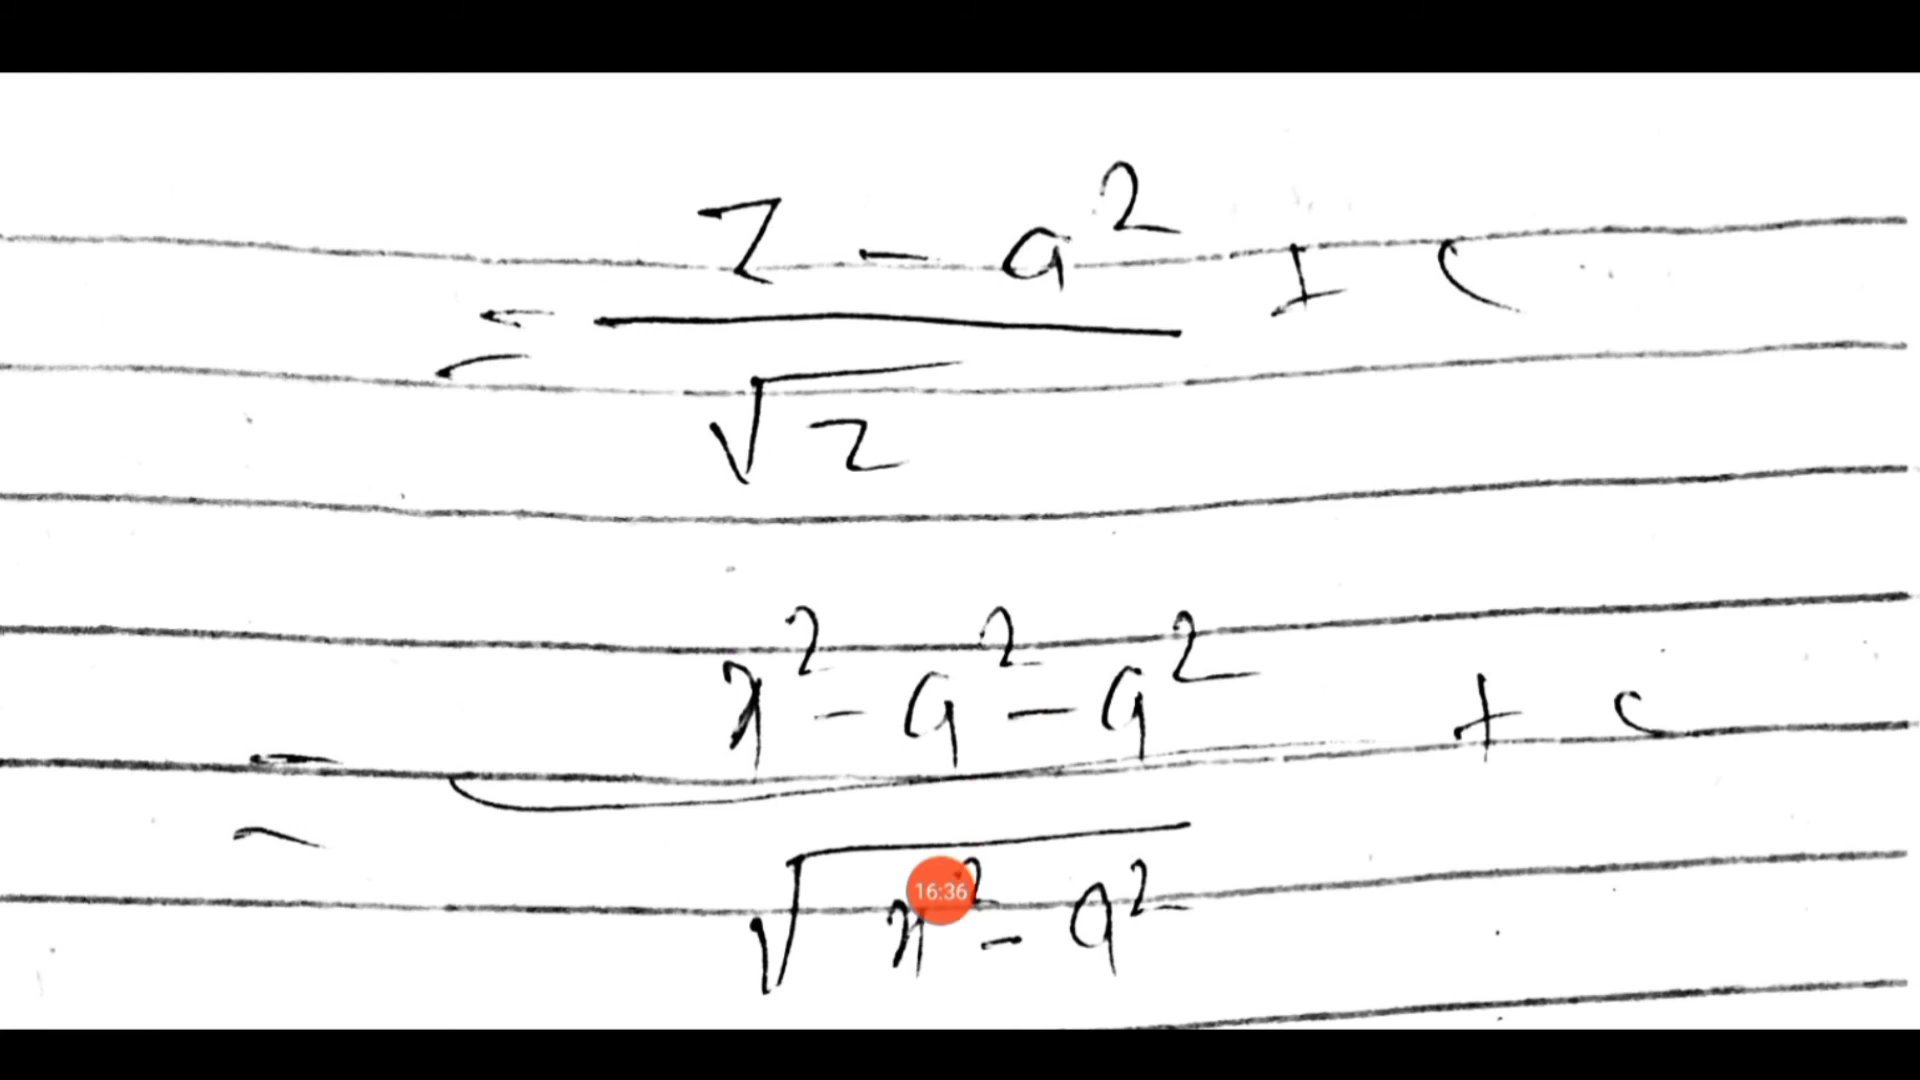 = z - a² / √z + c
= x² - a² - a² / √x² - a² + c
16:36